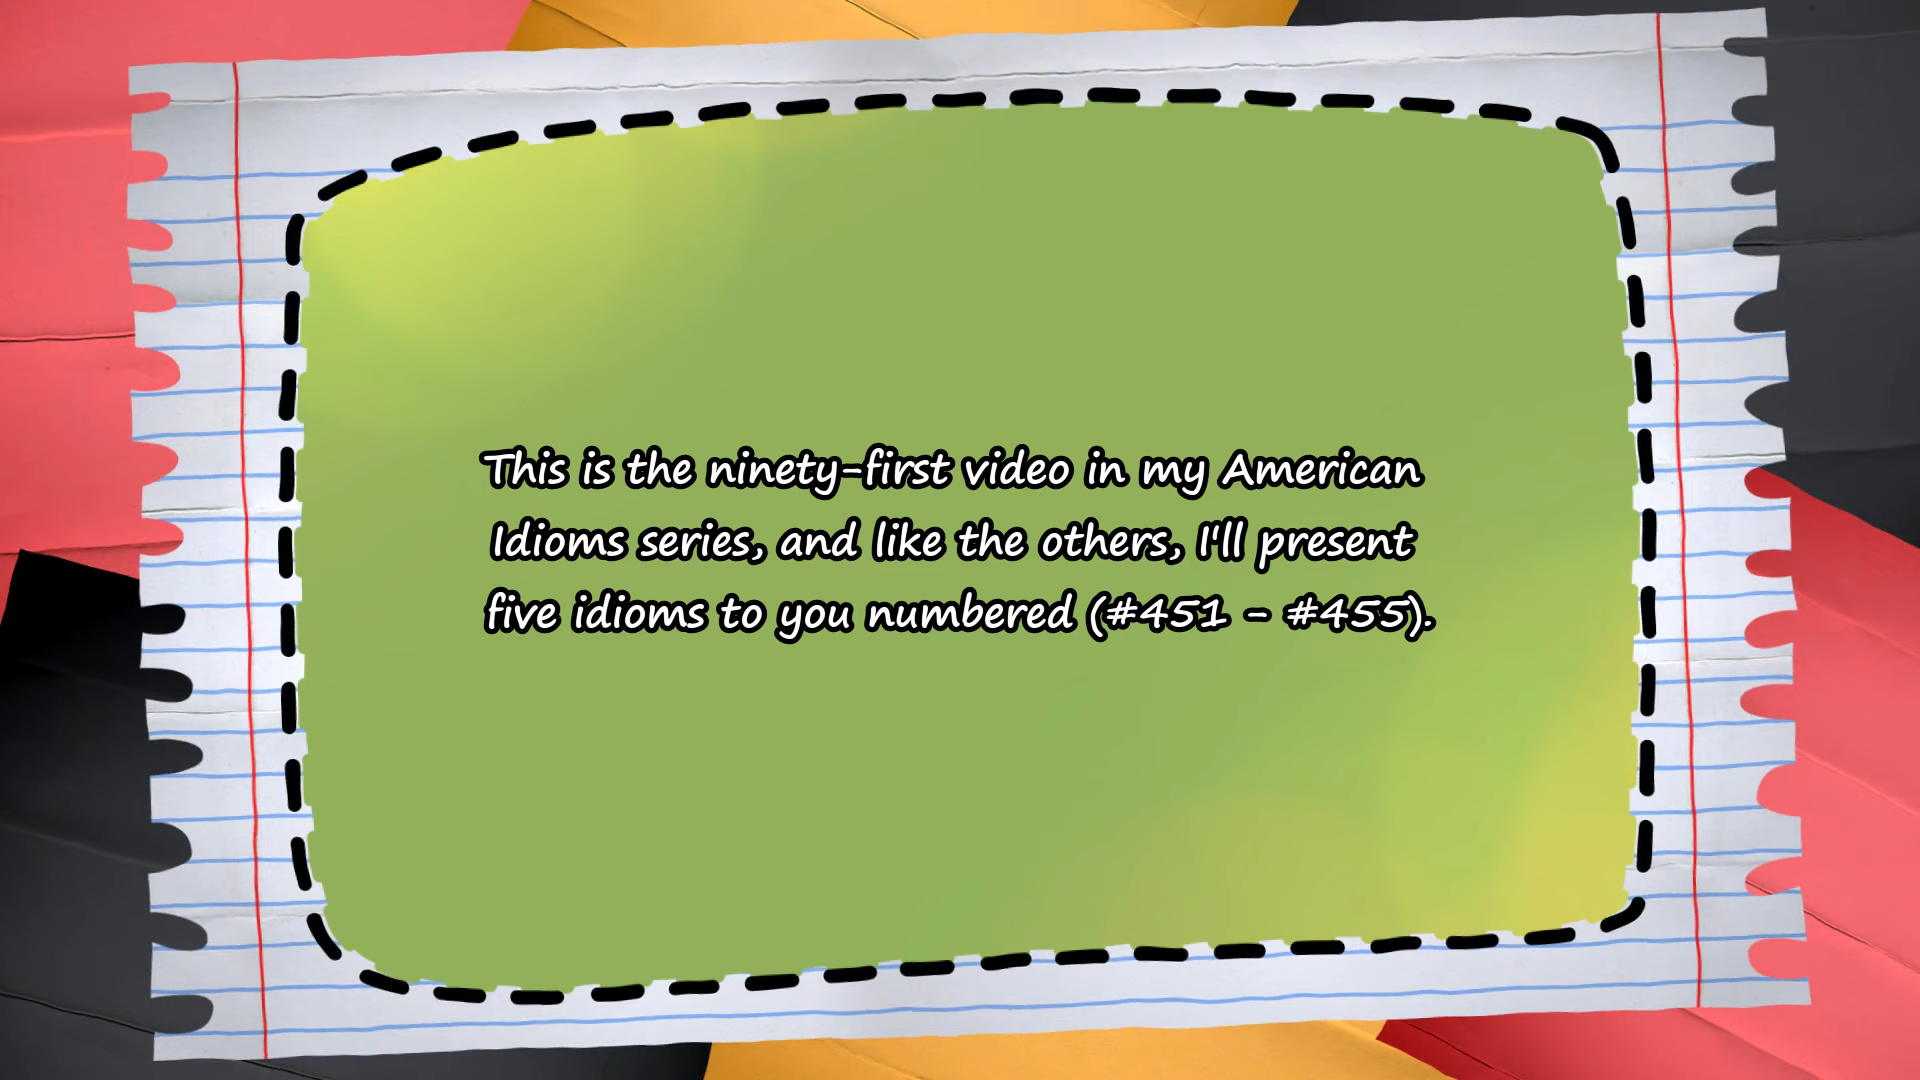 This is the ninety-first video in my American
Idioms series, and like the others, I'll present
five idioms to you numbered (#451 - #455).